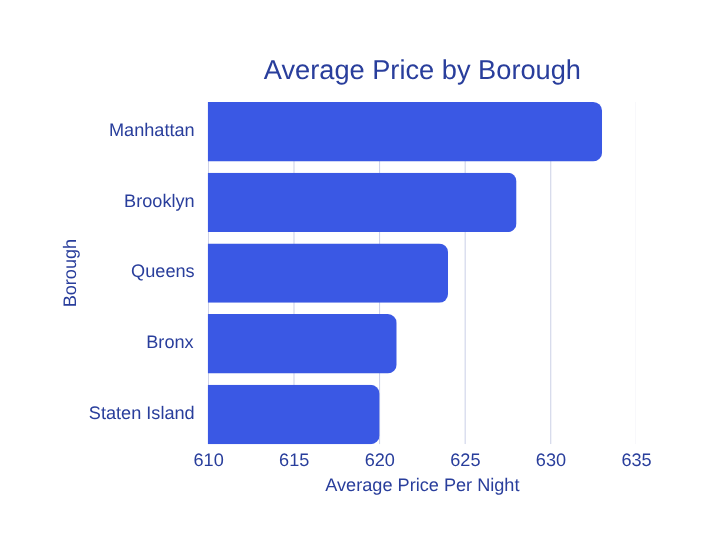 Average Price by Borough
Manhattan
Brooklyn
Queens
Bronx
Staten Island
Borough
610 615 620 625 630 635
Average Price Per Night